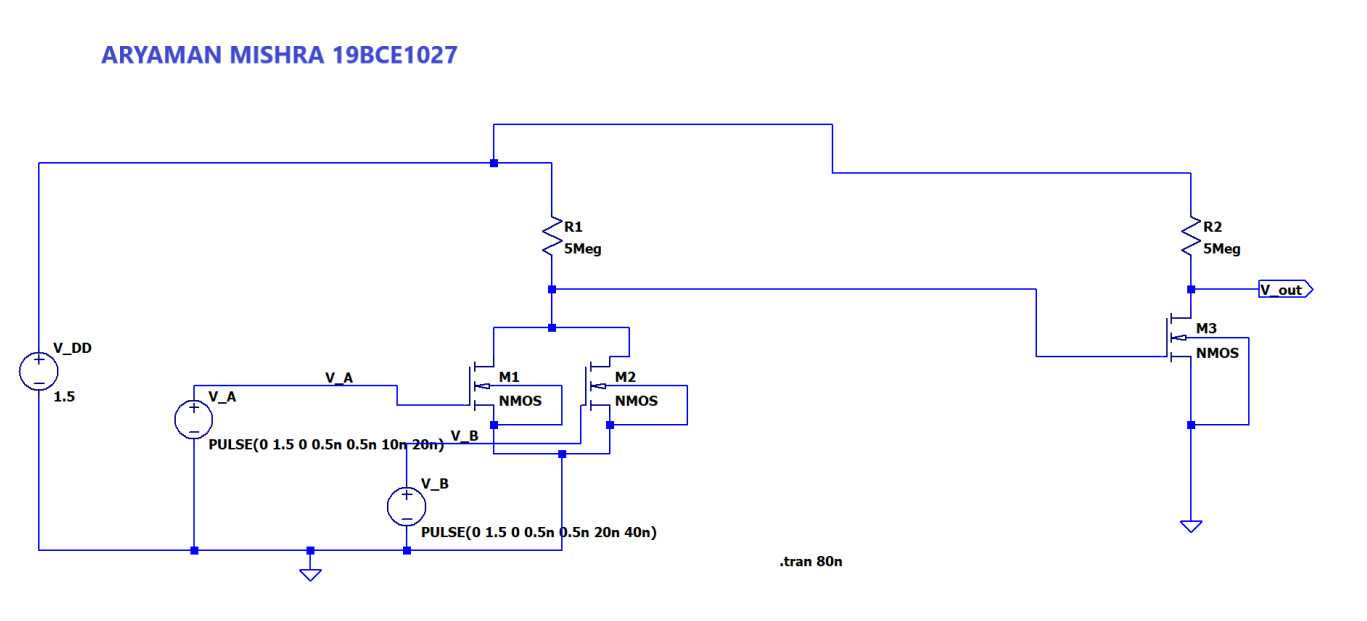 ARYAMAN MISHRA 19BCE1027
R1
5Meg
R2
5Meg
V_out
M3
NMOS
V_DD
1.5
V_A
V_A
PULSE(0 1.5 0 0.5n 0.5n 10n 20n)
M1
NMOS
M2
NMOS
V_B
V_B
PULSE(0 1.5 0 0.5n 0.5n 20n 40n)
.tran 80n